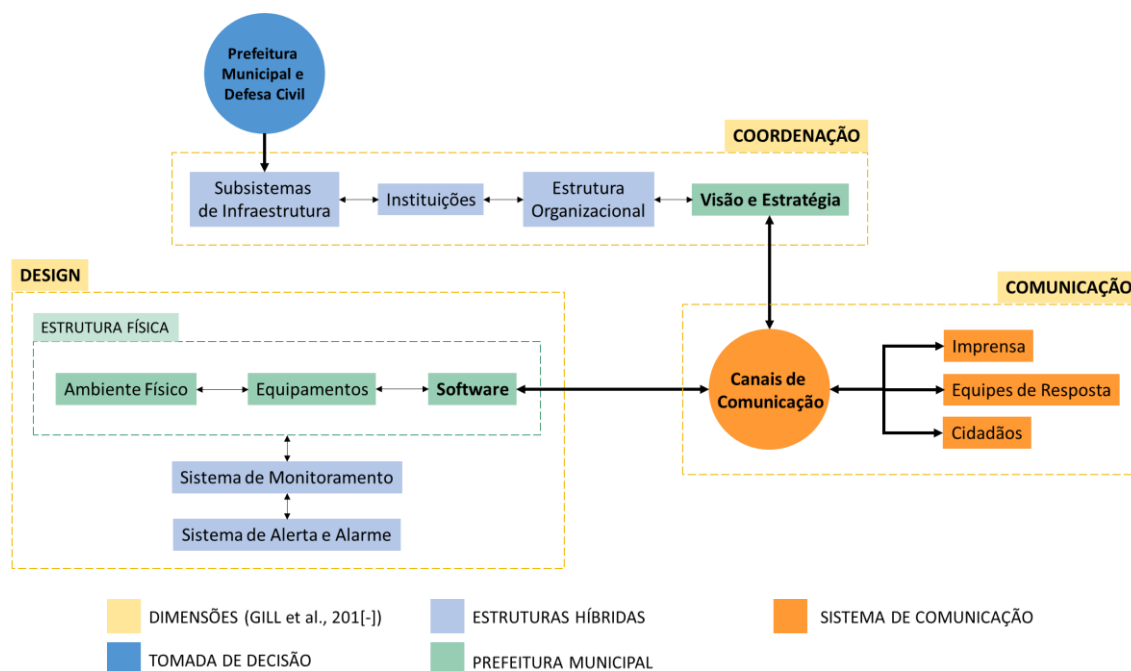 Prefeitura
Municipal e
Defesa Civil
COORDENAÇÃO
Subsistemas
de Infraestrutura
Instituições
Estrutura
Organizacional
Visão e Estratégia
DESIGN
COMUNICAÇÃO
ESTRUTURA FÍSICA
Ambiente Físico
Equipamentos
Software
Canais de
Comunicação
Imprensa
Equipes de Resposta
Cidadãos
Sistema de Monitoramento
Sistema de Alerta e Alarme
DIMENSÕES (GILL et al., 201[-])
ESTRUTURAS HÍBRIDAS
SISTEMA DE COMUNICAÇÃO
TOMADA DE DECISÃO
PREFEITURA MUNICIPAL